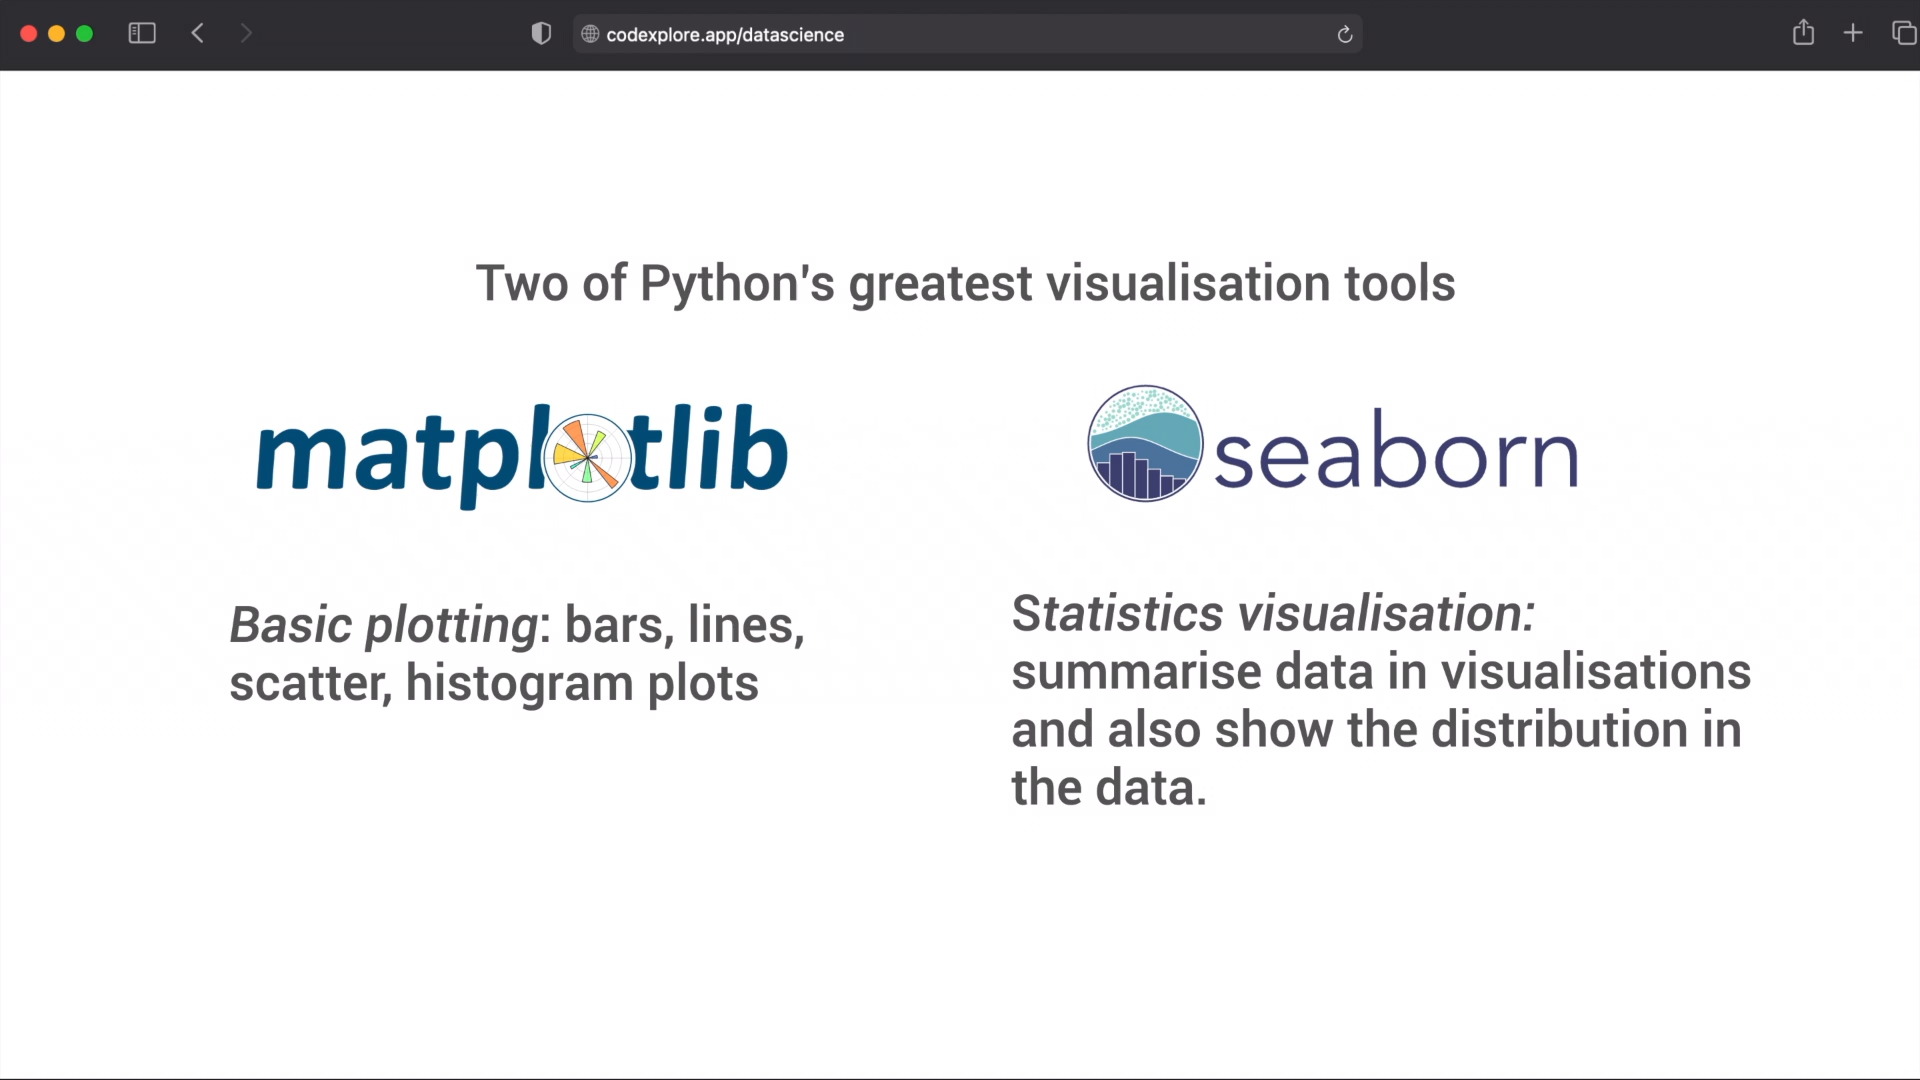 codexplore.app/datascience
Two of Python's greatest visualisation tools
matplotlib
seaborn
Basic plotting: bars, lines,
scatter, histogram plots
Statistics visualisation:
summarise data in visualisations
and also show the distribution in
the data.